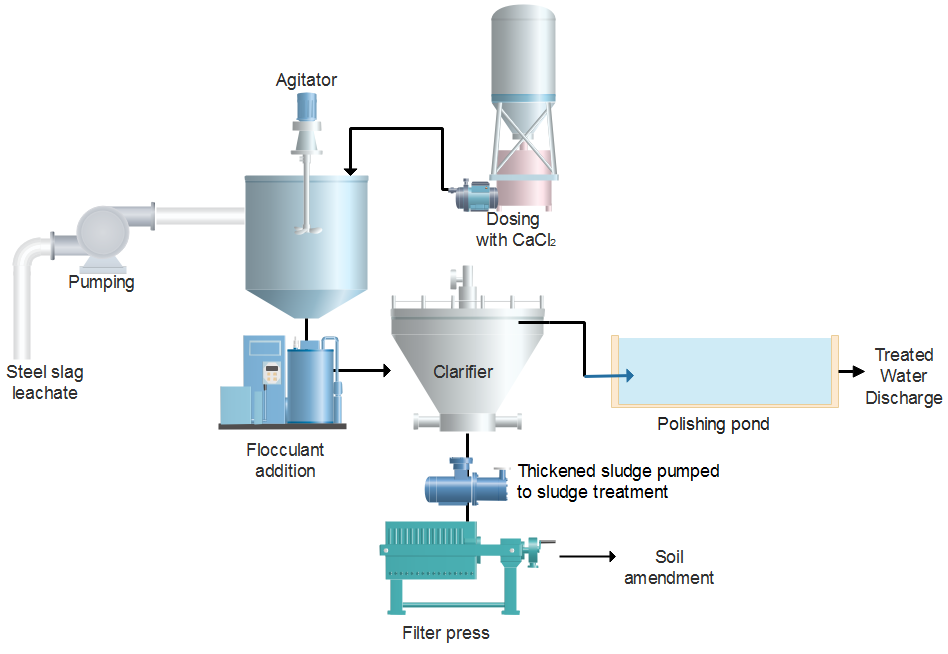 Agitator
Dosing
with CaCl₂
Pumping
Steel slag
leachate
Clarifier
Treated
Water
Discharge
Polishing pond
Flocculant
addition
Thickened sludge pumped
to sludge treatment
Soil
amendment
Filter press